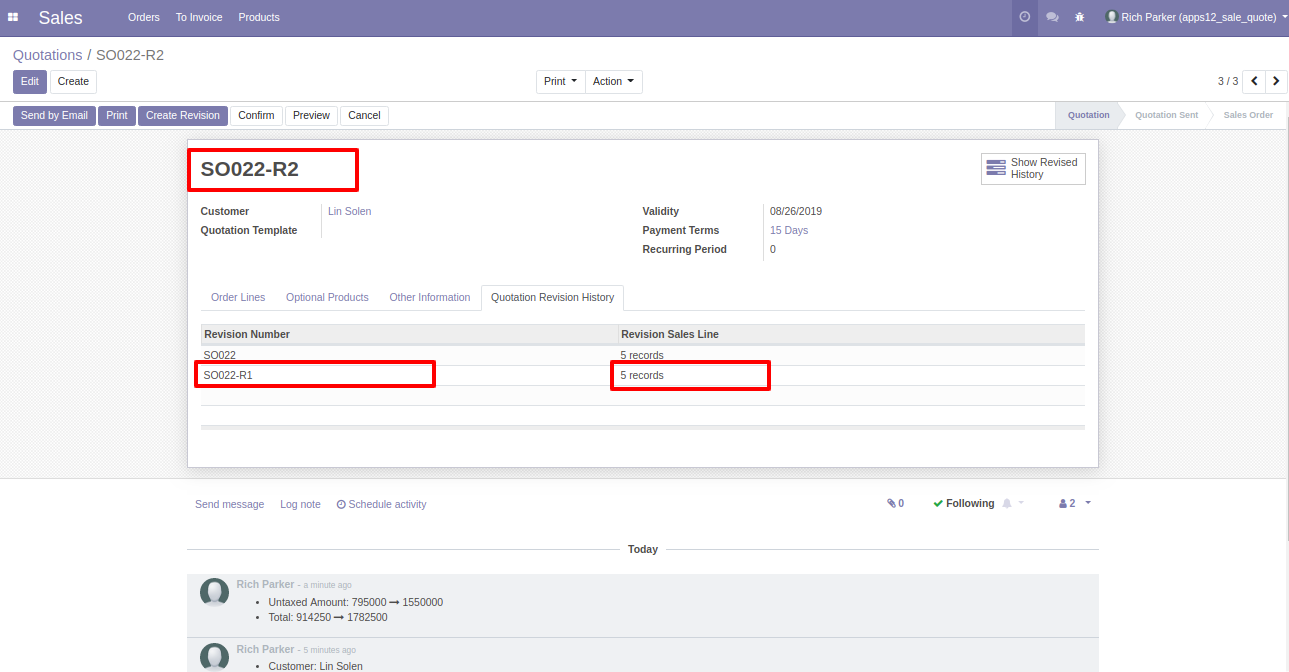 Sales Orders To Invoice Products Rich Parker (apps12_sale_quote)
Quotations / SO022-R2
Edit Create Print Action 3 / 3
Send by Email Print Create Revision Confirm Preview Cancel Quotation Quotation Sent Sales Order
SO022-R2
Show Revised
History
Customer Lin Solen Validity 08/26/2019
Quotation Template Payment Terms 15 Days
Recurring Period 0
Order Lines Optional Products Other Information Quotation Revision History
Revision Number Revision Sales Line
SO022 5 records
SO022-R1 5 records
Send message Log note Schedule activity 0 Following 2
Today
Rich Parker - a minute ago
• Untaxed Amount: 795000 → 1550000
• Total: 914250 → 1782500
Rich Parker - 5 minutes ago
• Customer: Lin Solen